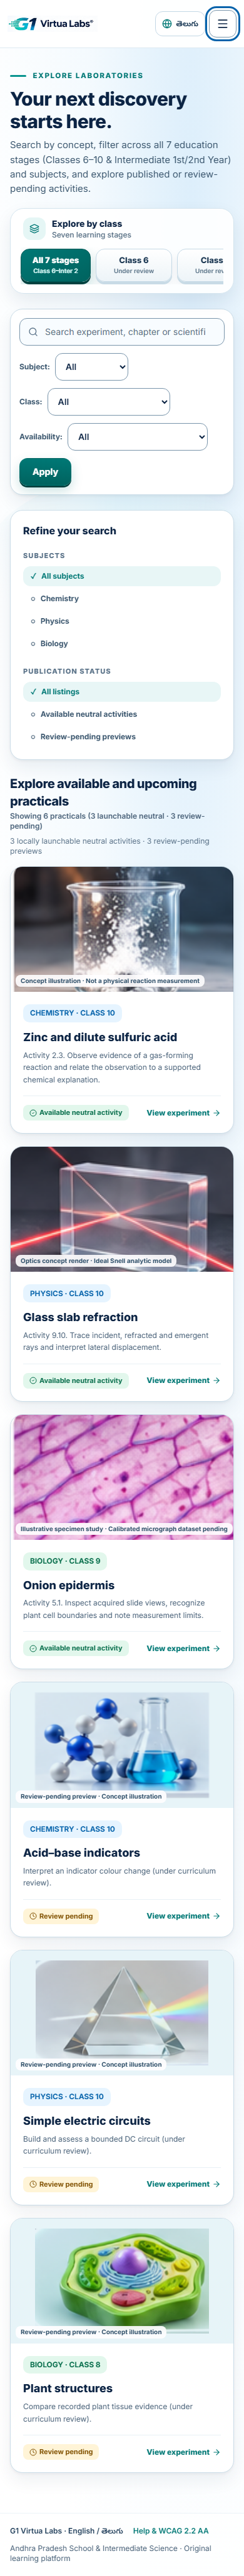 G1 Virtua Labs®
తెలుగు
EXPLORE LABORATORIES
Your next discovery
starts here.
Search by concept, filter across all 7 education
stages (Classes 6–10 & Intermediate 1st/2nd Year)
and subjects, and explore published or review-
pending activities.
Explore by class
Seven learning stages
All 7 stages
Class 6–Inter 2
Class 6
Under review
Class
Under rev
Search experiment, chapter or scientifi
Subject:
All
Class:
All
Availability:
All
Apply
Refine your search
SUBJECTS
✓ All subjects
Chemistry
Physics
Biology
PUBLICATION STATUS
✓ All listings
Available neutral activities
Review-pending previews
Explore available and upcoming
practicals
Showing 6 practicals (3 launchable neutral · 3 review-
pending)
3 locally launchable neutral activities · 3 review-pending
previews
Concept illustration · Not a physical reaction measurement
CHEMISTRY · CLASS 10
Zinc and dilute sulfuric acid
Activity 2.3. Observe evidence of a gas-forming
reaction and relate the observation to a supported
chemical explanation.
Available neutral activity
View experiment →
Optics concept render · Ideal Snell analytic model
PHYSICS · CLASS 10
Glass slab refraction
Activity 9.10. Trace incident, refracted and emergent
rays and interpret lateral displacement.
Available neutral activity
View experiment →
Illustrative specimen study · Calibrated micrograph dataset pending
BIOLOGY · CLASS 9
Onion epidermis
Activity 5.1. Inspect acquired slide views, recognize
plant cell boundaries and note measurement limits.
Available neutral activity
View experiment →
Review-pending preview · Concept illustration
CHEMISTRY · CLASS 10
Acid–base indicators
Interpret an indicator colour change (under curriculum
review).
Review pending
View experiment →
Review-pending preview · Concept illustration
PHYSICS · CLASS 10
Simple electric circuits
Build and assess a bounded DC circuit (under
curriculum review).
Review pending
View experiment →
Review-pending preview · Concept illustration
BIOLOGY · CLASS 8
Plant structures
Compare recorded plant tissue evidence (under
curriculum review).
Review pending
View experiment →
G1 Virtua Labs · English / తెలుగు
Help & WCAG 2.2 AA
Andhra Pradesh School & Intermediate Science · Original
learning platform